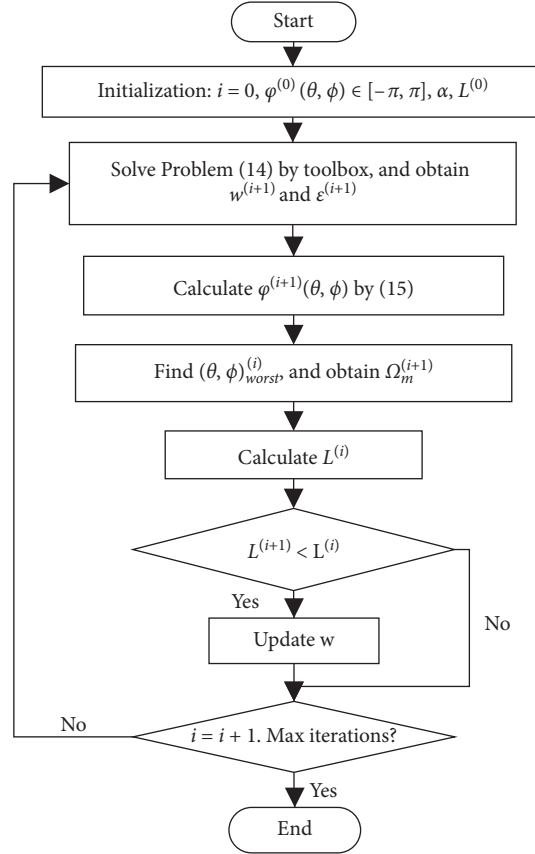 Start
Initialization: i = 0, φ^(0) (θ, ϕ) ∈ [-π, π], α, L^(0)
Solve Problem (14) by toolbox, and obtain
w^(i+1) and ε^(i+1)
Calculate φ^(i+1)(θ, ϕ) by (15)
Find (θ, ϕ)_worst^(i), and obtain Ω_m^(i+1)
Calculate L^(i)
L^(i+1) < L^(i)
Yes
No
Update w
No
i = i + 1. Max iterations?
Yes
End